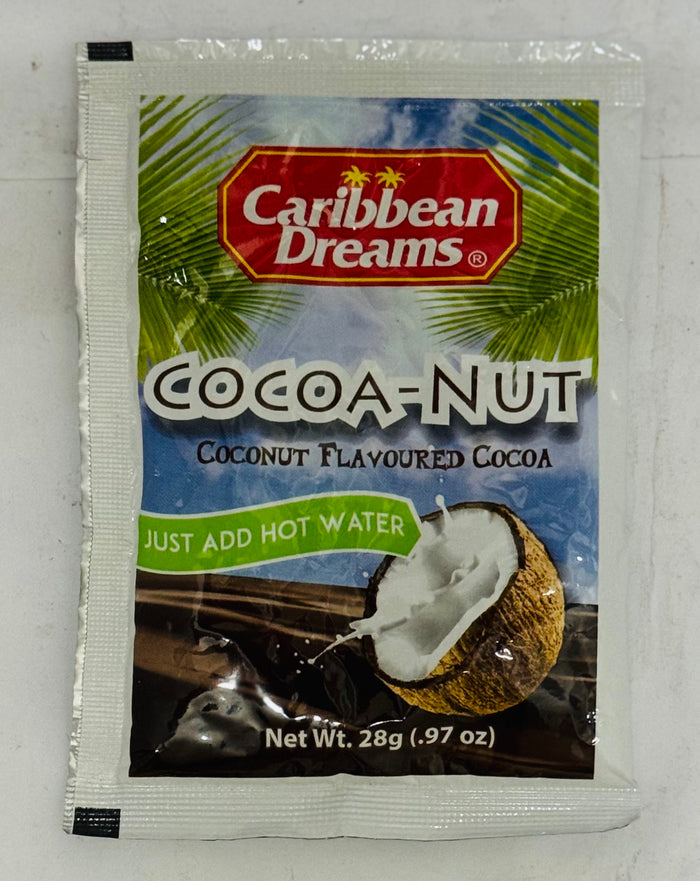 Caribbean
Dreams ®
COCOA-NUT
COCONUT FLAVOURED COCOA
JUST ADD HOT WATER
Net Wt. 28g (.97 oz)